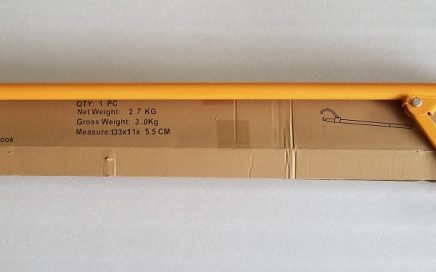 QTY: 1 PC
Net Weight: 2.7 KG
Gross Weight: 3.0Kg
Measure:133x11x 5.5 CM
ook